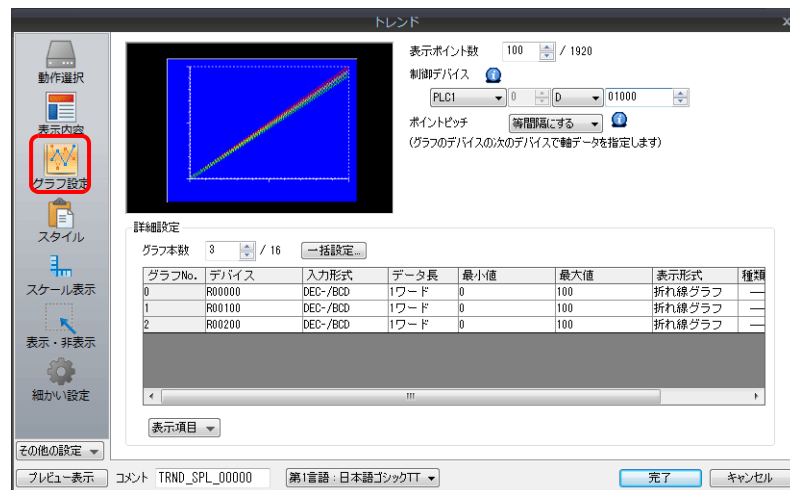 トレンド
動作選択
表示内容
グラフ設定
スタイル
スケール表示
表示・非表示
細かい設定
その他の設定
表示ポイント数 100 / 1920
制御デバイス
PLC1 0 D 01000
ポイントピッチ 等間隔にする
(グラフのデバイスの次のデバイスで軸データを指定します)
詳細設定
グラフ本数 3 / 16 一括設定...
グラフNo. デバイス 入力形式 データ長 最小値 最大値 表示形式 種類
0 R00000 DEC-/BCD 1ワード 0 100 折れ線グラフ
1 R00100 DEC-/BCD 1ワード 0 100 折れ線グラフ
2 R00200 DEC-/BCD 1ワード 0 100 折れ線グラフ
表示項目
プレビュー表示 コメント TRND_SPL_00000 第1言語:日本語ゴシックTT 完了 キャンセル